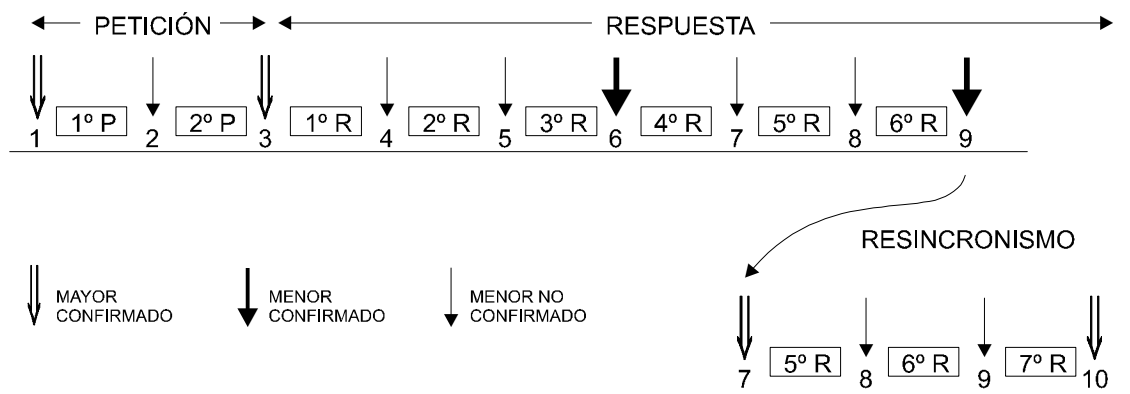 PETICIÓN RESPUESTA
1º P 2º P 1º R 2º R 3º R 4º R 5º R 6º R
1 2 3 4 5 6 7 8 9
RESINCRONISMO
MAYOR
CONFIRMADO
MENOR
CONFIRMADO
MENOR NO
CONFIRMADO
5º R 6º R 7º R
7 8 9 10